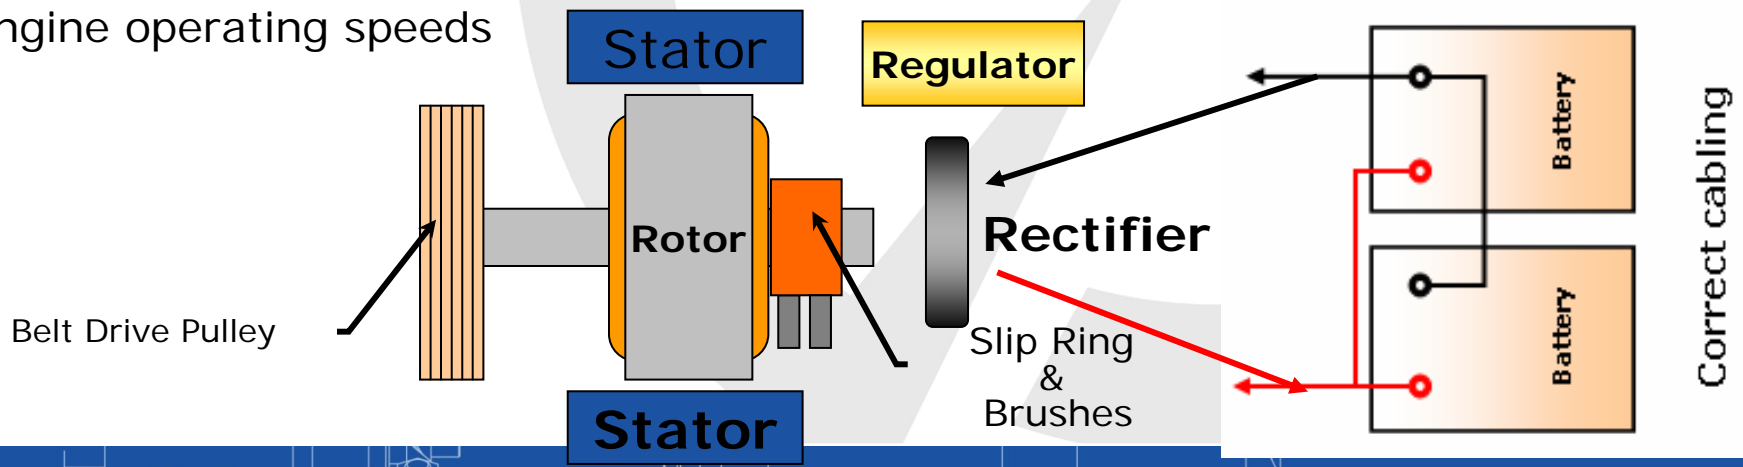 ngine operating speeds
Stator
Regulator
Rotor
Rectifier
Belt Drive Pulley
Slip Ring
&
Brushes
Stator
Battery
Battery
Correct cabling